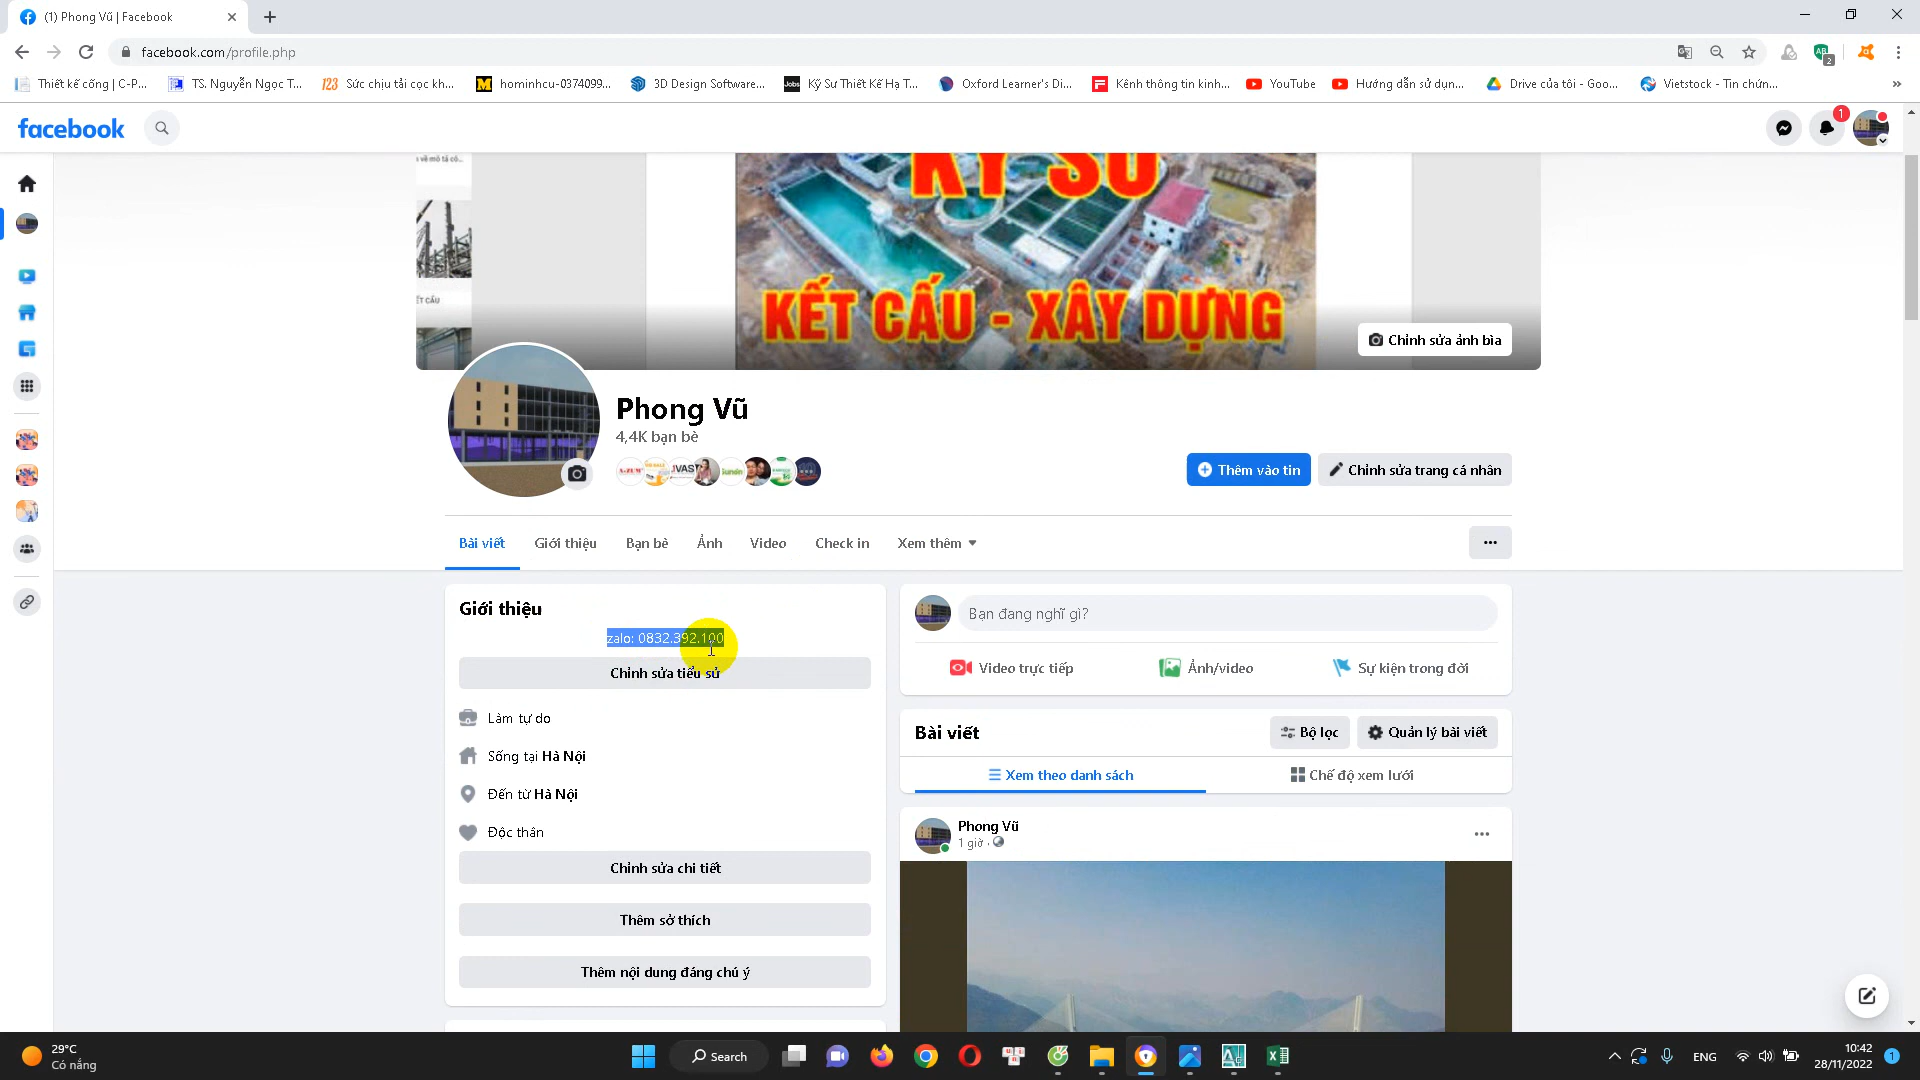 (1) Phong Vũ | Facebook
facebook.com/profile.php
Thiết kế cống | C-P...
TS. Nguyễn Ngọc T...
123 Sức chịu tải cọc kh...
hominhcu-0374099...
3D Design Software...
Jobs Kỹ Sư Thiết Kế Hạ T...
Oxford Learner's Di...
Kênh thông tin kinh...
YouTube
Hướng dẫn sử dụn...
Drive của tôi - Goo...
Vietstock - Tin chứn...
facebook
1
KỸ SƯ
KẾT CẤU - XÂY DỰNG
Chỉnh sửa ảnh bìa
Phong Vũ
4,4K bạn bè
Thêm vào tin
Chỉnh sửa trang cá nhân
Bài viết
Giới thiệu
Bạn bè
Ảnh
Video
Check in
Xem thêm
Giới thiệu
zalo: 0832.392.100
Chỉnh sửa tiểu sử
Làm tự do
Sống tại Hà Nội
Đến từ Hà Nội
Độc thân
Chỉnh sửa chi tiết
Thêm sở thích
Thêm nội dung đáng chú ý
Bạn đang nghĩ gì?
Video trực tiếp
Ảnh/video
Sự kiện trong đời
Bài viết
Bộ lọc
Quản lý bài viết
Xem theo danh sách
Chế độ xem lưới
Phong Vũ
1 giờ ·
29°C
Có nắng
Search
ENG
10:42
28/11/2022
1